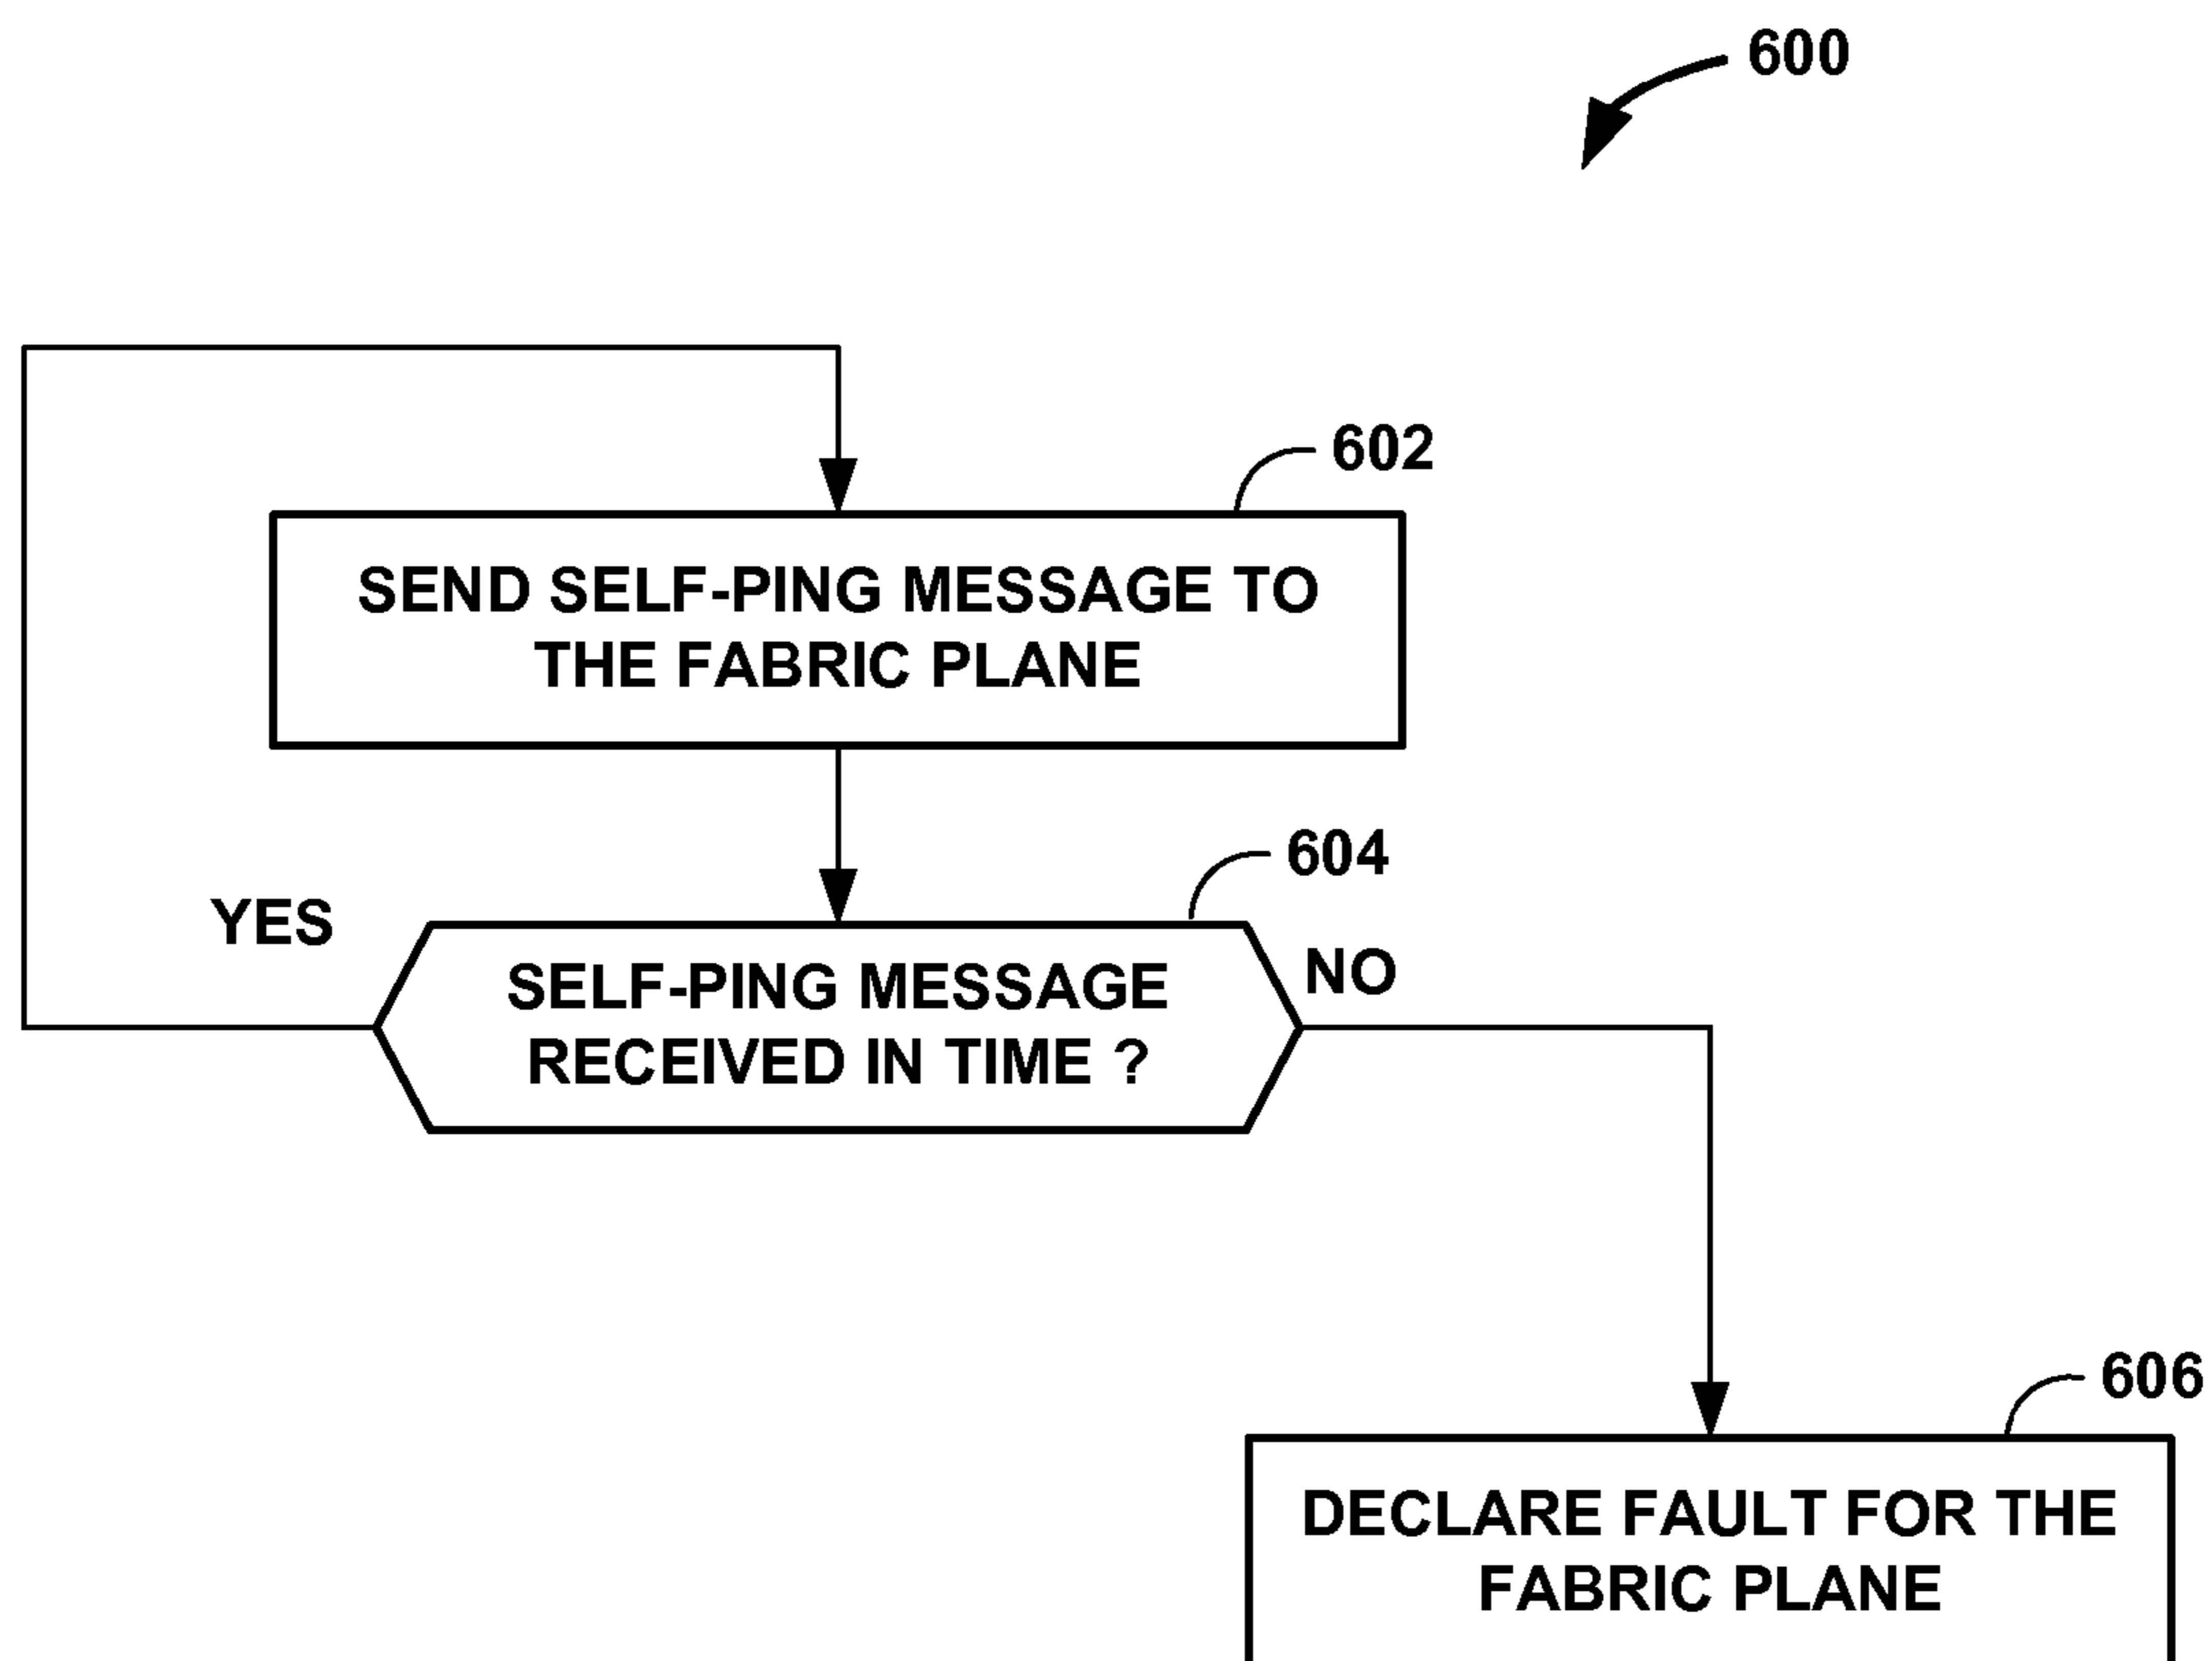 600
602
SEND SELF-PING MESSAGE TO
THE FABRIC PLANE
604
YES
NO
SELF-PING MESSAGE
RECEIVED IN TIME ?
606
DECLARE FAULT FOR THE
FABRIC PLANE